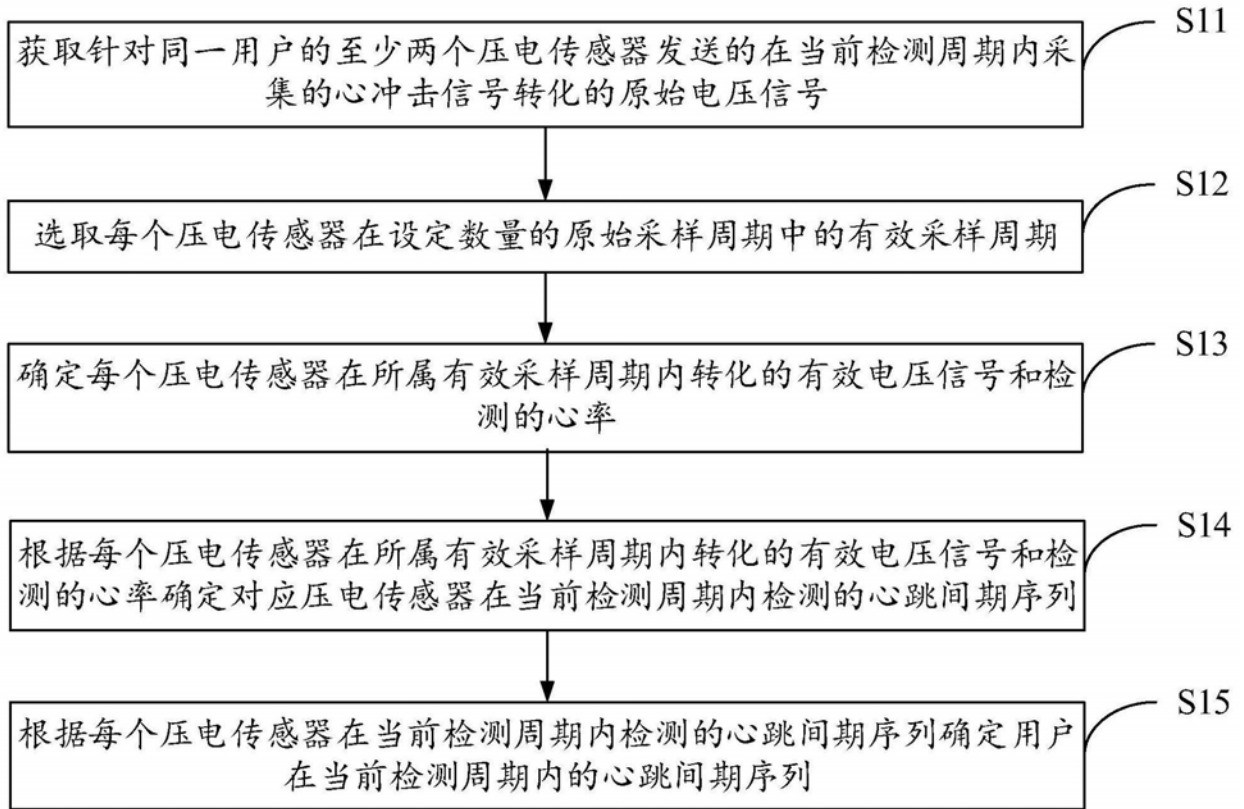 S11
获取针对同一用户的至少两个压电传感器发送的在当前检测周期内采
集的心冲击信号转化的原始电压信号
S12
选取每个压电传感器在设定数量的原始采样周期中的有效采样周期
S13
确定每个压电传感器在所属有效采样周期内转化的有效电压信号和检
测的心率
S14
根据每个压电传感器在所属有效采样周期内转化的有效电压信号和检
测的心率确定对应压电传感器在当前检测周期内检测的心跳间期序列
S15
根据每个压电传感器在当前检测周期内检测的心跳间期序列确定用户
在当前检测周期内的心跳间期序列